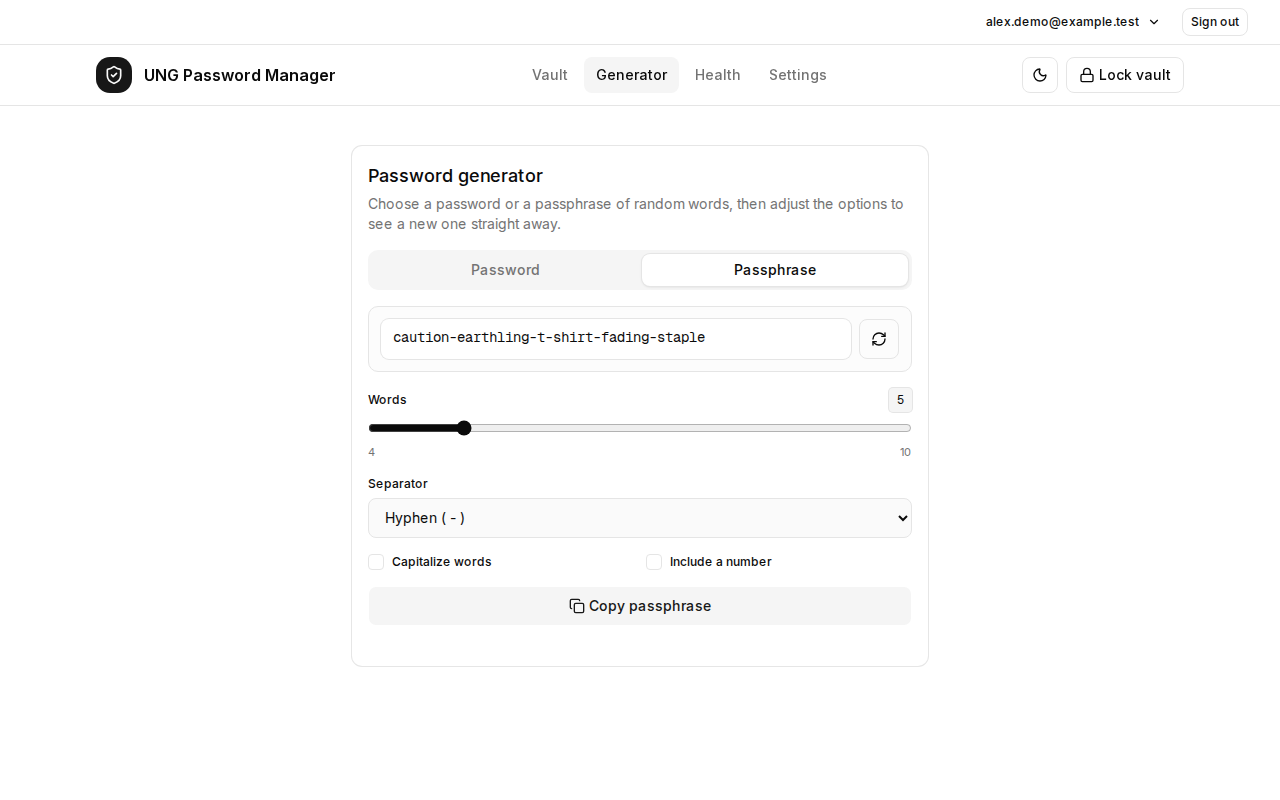 alex.demo@example.test
Sign out
UNG Password Manager
Vault
Generator
Health
Settings
Lock vault
Password generator
Choose a password or a passphrase of random words, then adjust the options to
see a new one straight away.
Password
Passphrase
caution-earthling-t-shirt-fading-staple
Words
5
4
10
Separator
Hyphen ( - )
Capitalize words
Include a number
Copy passphrase